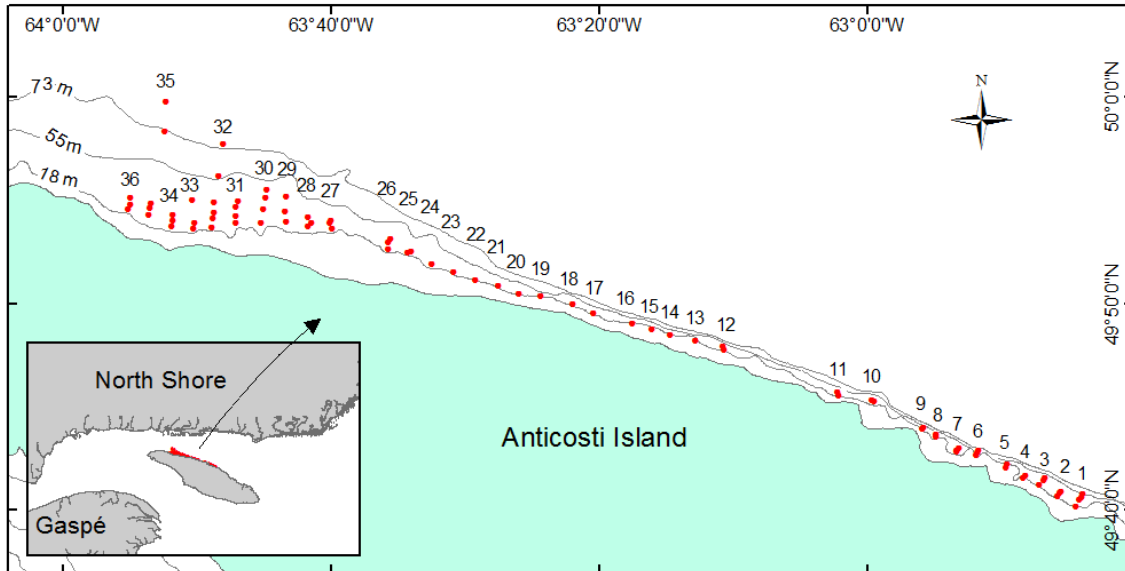 64°0'0"W 63°40'0"W 63°20'0"W 63°0'0"W
35
73 m
50°0'0"N
N
32
55m
18 m
36 34 33 31 30 29 28 27 26 25 24 23 22 21 20 19 18 17 16 15 14 13 12
49°50'0"N
11 10 9 8 7 6 5 4 3 2 1
49°40'0"N
Anticosti Island
North Shore
Gaspé